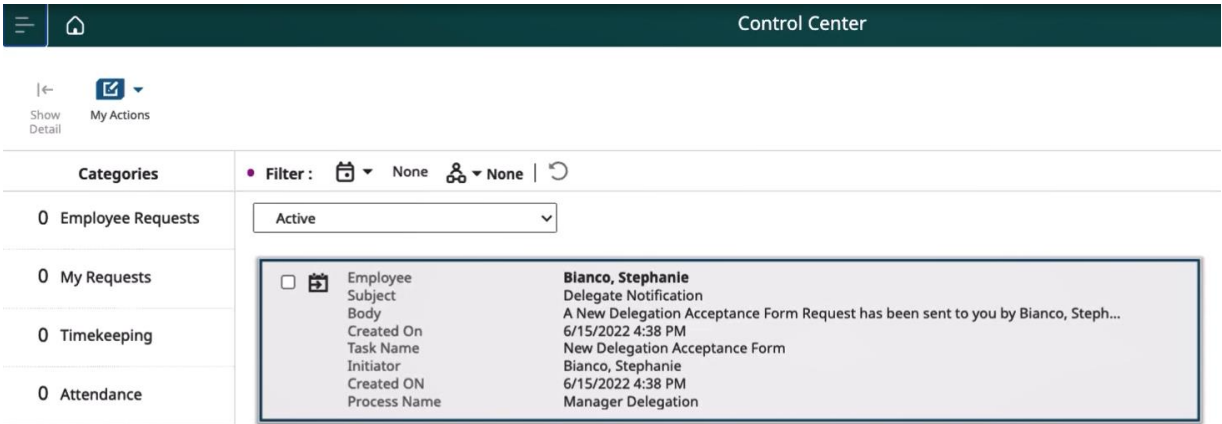 Control Center
Show
Detail
My Actions
Categories
Filter : None None
0 Employee Requests
0 My Requests
0 Timekeeping
0 Attendance
Active
Employee Bianco, Stephanie
Subject Delegate Notification
Body A New Delegation Acceptance Form Request has been sent to you by Bianco, Steph...
Created On 6/15/2022 4:38 PM
Task Name New Delegation Acceptance Form
Initiator Bianco, Stephanie
Created ON 6/15/2022 4:38 PM
Process Name Manager Delegation